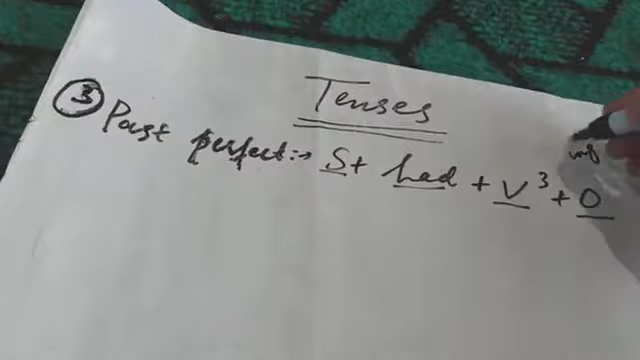 Tenses
③ Past perfect :→ S + had + V³ + O